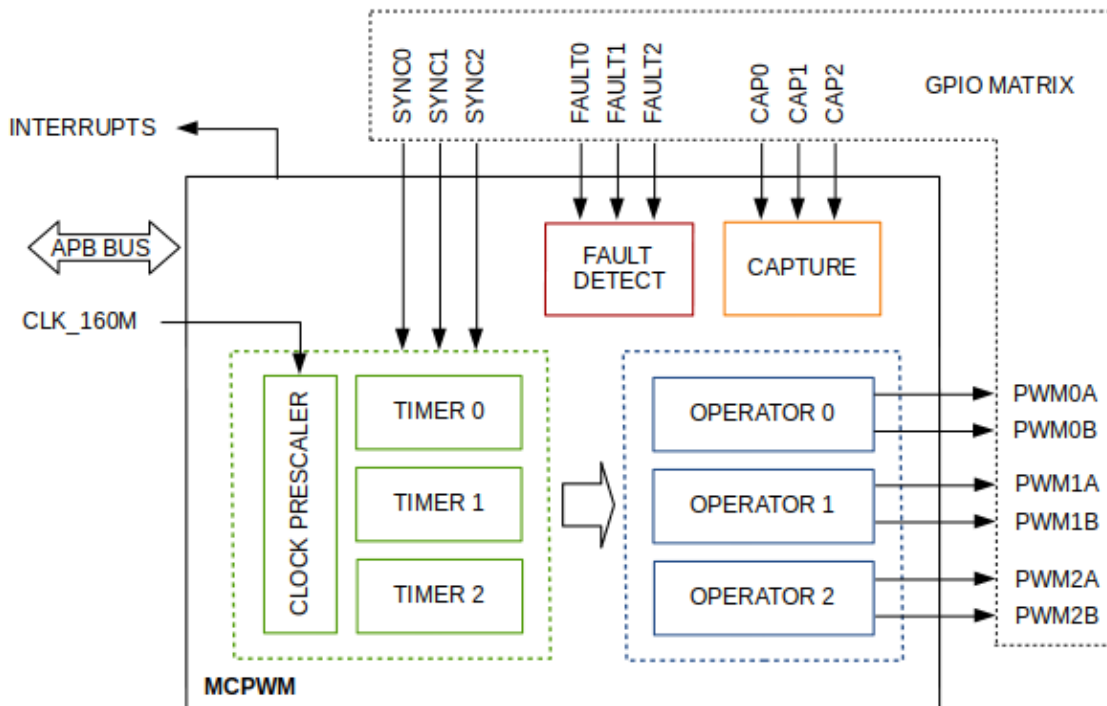 SYNC0
SYNC1
SYNC2
FAULT0
FAULT1
FAULT2
CAP0
CAP1
CAP2
GPIO MATRIX
INTERRUPTS
APB BUS
FAULT
DETECT
CAPTURE
CLK_160M
CLOCK PRESCALER
TIMER 0
TIMER 1
TIMER 2
OPERATOR 0
OPERATOR 1
OPERATOR 2
PWM0A
PWM0B
PWM1A
PWM1B
PWM2A
PWM2B
MCPWM